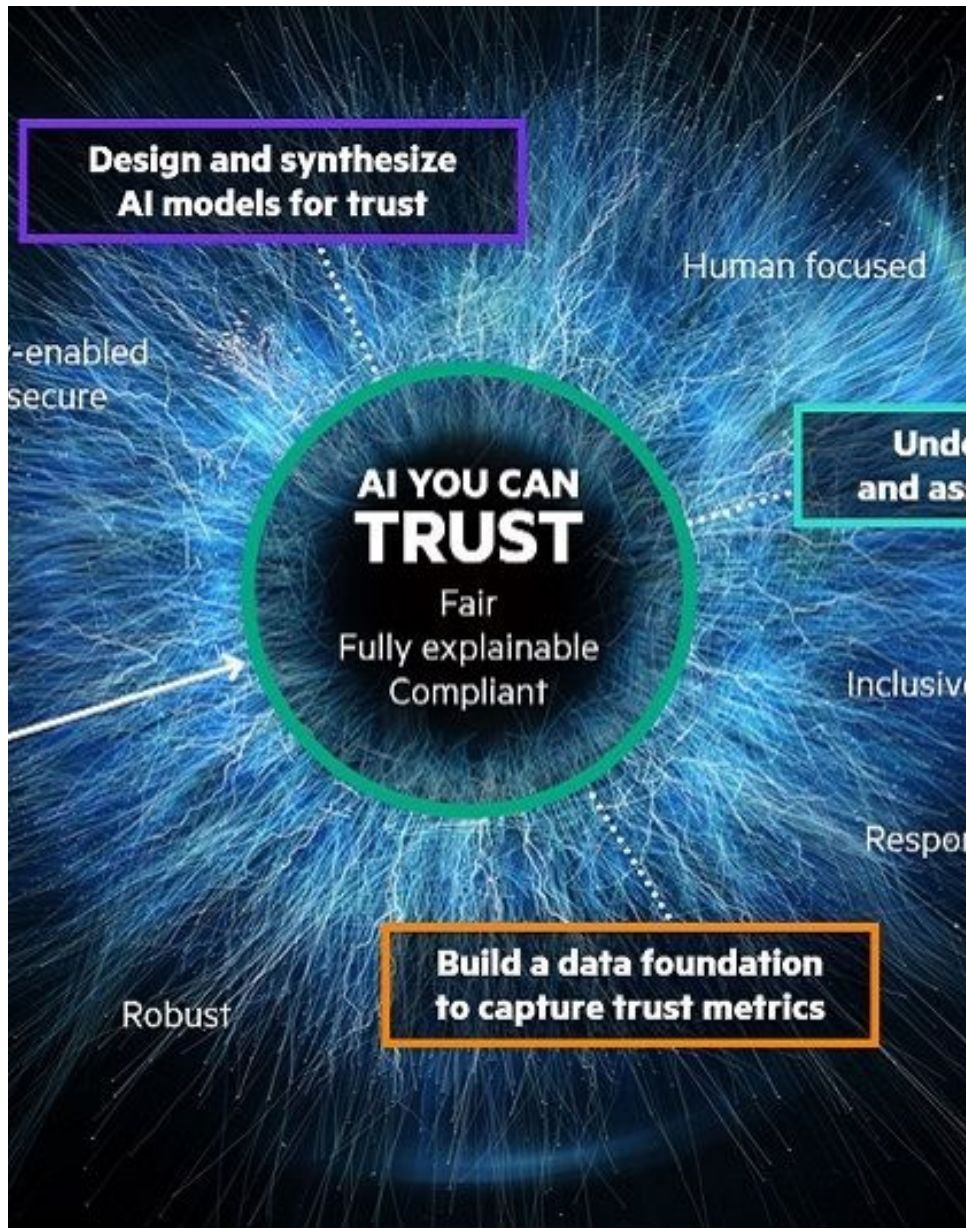 Design and synthesize
AI models for trust
Human focused
-enabled
secure
and
AI YOU CAN
TRUST
Fair
Fully explainable
Compliant
Robust
Build a data foundation
to capture trust metrics